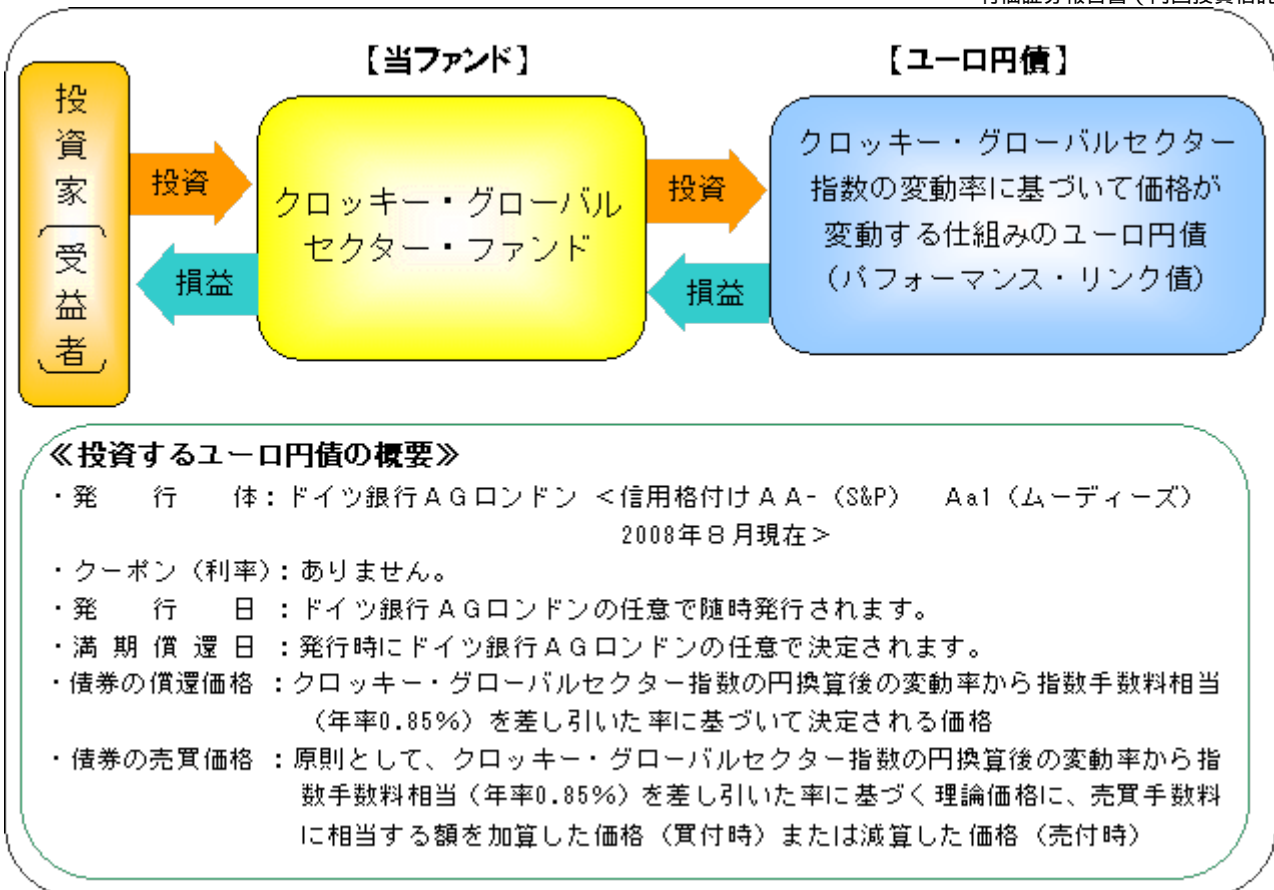 【当ファンド】
【ユーロ円債】
投資家(受益者)
投資
損益
クロッキー・グローバル
セクター・ファンド
投資
損益
クロッキー・グローバルセクター
指数の変動率に基づいて価格が
変動する仕組みのユーロ円債
(パフォーマンス・リンク債)
≪投資するユーロ円債の概要≫
・発 行 体:ドイツ銀行AGロンドン <信用格付けAA-(S&P) Aa1(ムーディーズ)
2008年8月現在>
・クーポン(利率):ありません。
・発 行 日 :ドイツ銀行AGロンドンの任意で随時発行されます。
・満 期 償 還 日 :発行時にドイツ銀行AGロンドンの任意で決定されます。
・債券の償還価格 :クロッキー・グローバルセクター指数の円換算後の変動率から指数手数料相当
(年率0.85%)を差し引いた率に基づいて決定される価格
・債券の売買価格 :原則として、クロッキー・グローバルセクター指数の円換算後の変動率から指
数手数料相当(年率0.85%)を差し引いた率に基づく理論価格に、売買手数料
に相当する額を加算した価格(買付時)または減算した価格(売付時)